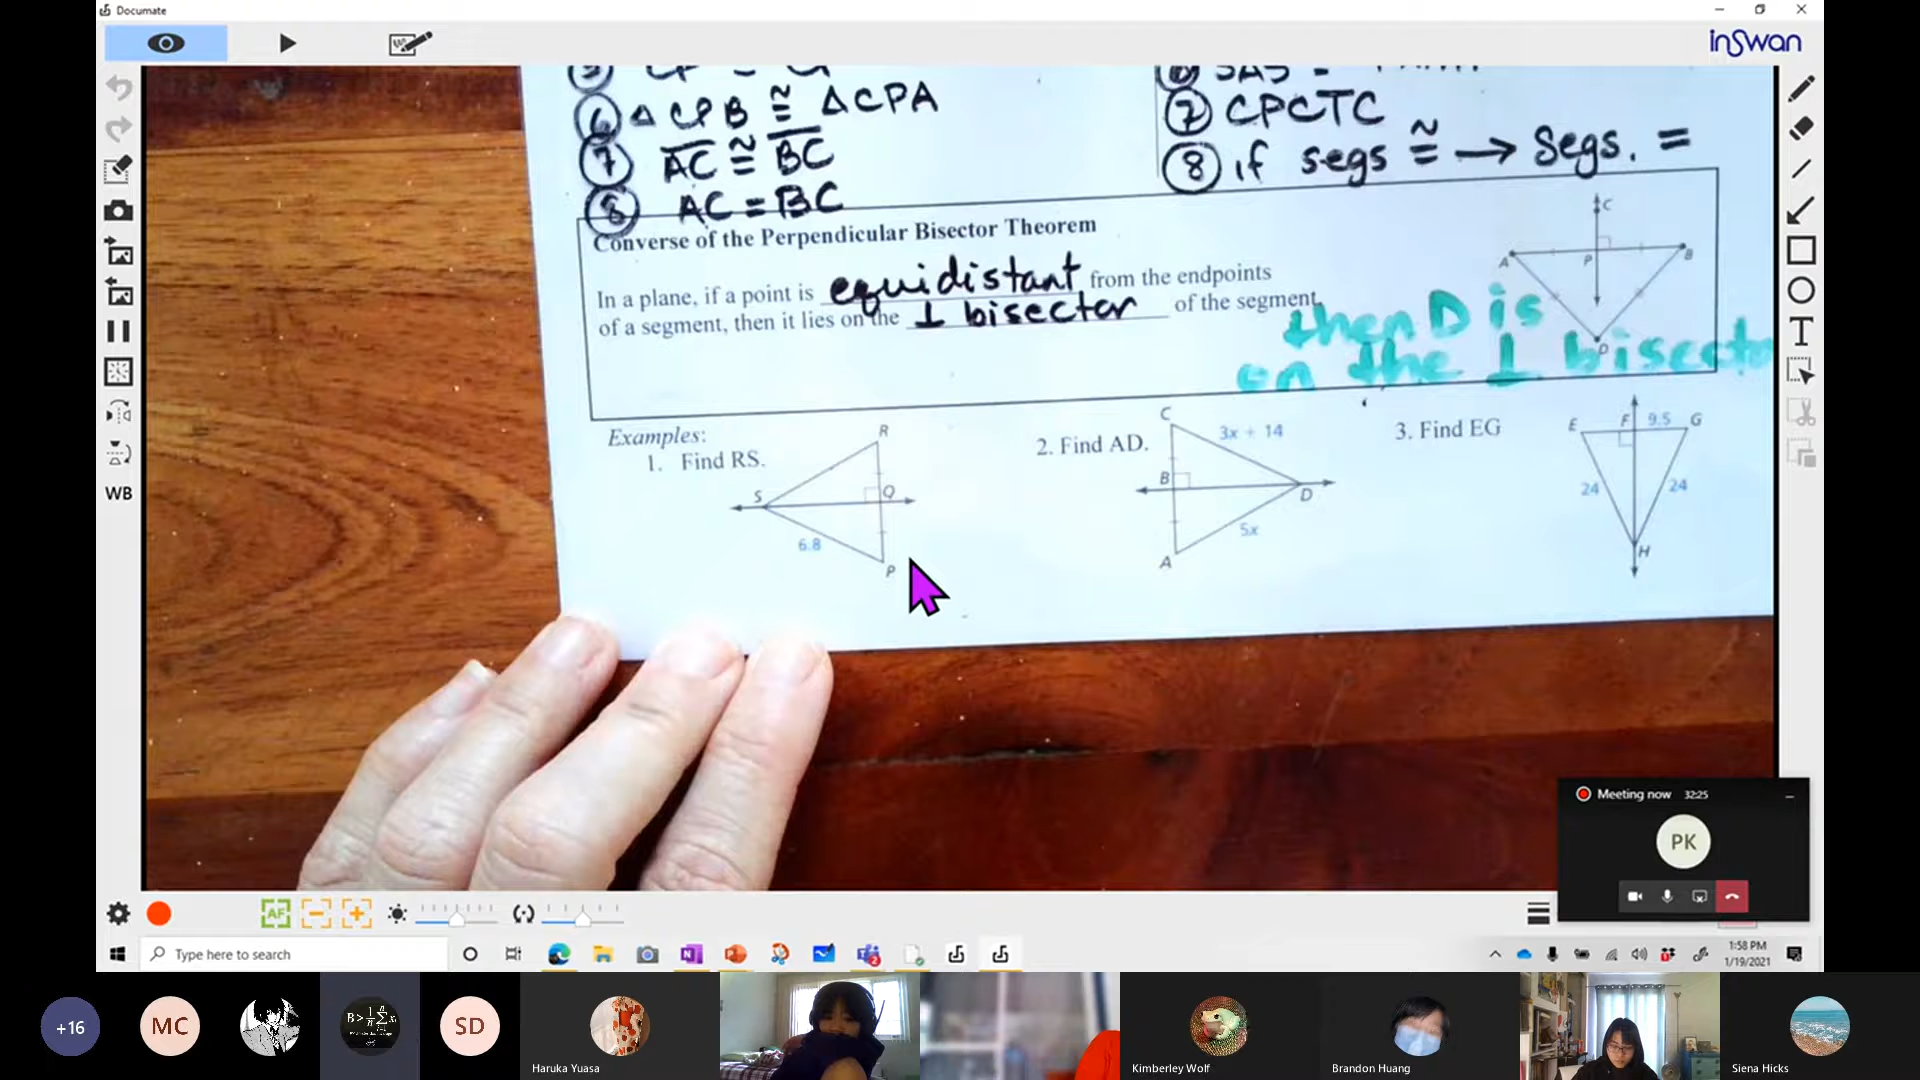 Documate
inSwan
⑥ △CPB ≅ △CPA
⑦ AC ≅ BC
⑧ AC = BC
⑦ CPCTC
⑧ if segs ≅ → segs. =
Converse of the Perpendicular Bisector Theorem
In a plane, if a point is equidistant from the endpoints
of a segment, then it lies on the ⊥ bisector of the segment.
then D is
on the ⊥ bisector
C
A
P
B
D
Examples:
1. Find RS.
R
S
Q
6.8
P
2. Find AD.
C
3x + 14
B
D
5x
A
3. Find EG
E
F
9.5
G
24
24
H
WB
T
Meeting now 32:25
PK
AF
Type here to search
1:58 PM
1/19/2021
+16
MC
SD
Haruka Yuasa
Kimberley Wolf
Brandon Huang
Siena Hicks